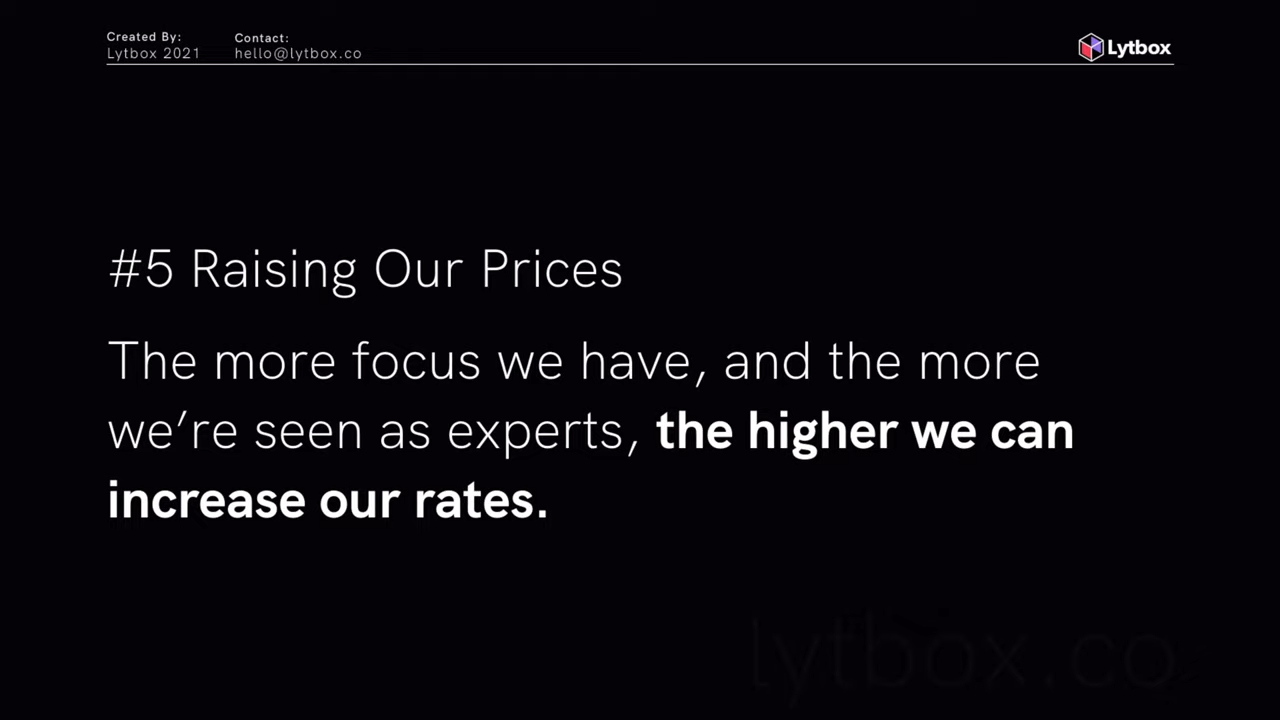 Created By:
Lytbox 2021
Contact:
hello@lytbox.co
Lytbox
#5 Raising Our Prices
The more focus we have, and the more
we’re seen as experts, the higher we can
increase our rates.
lytbox.co